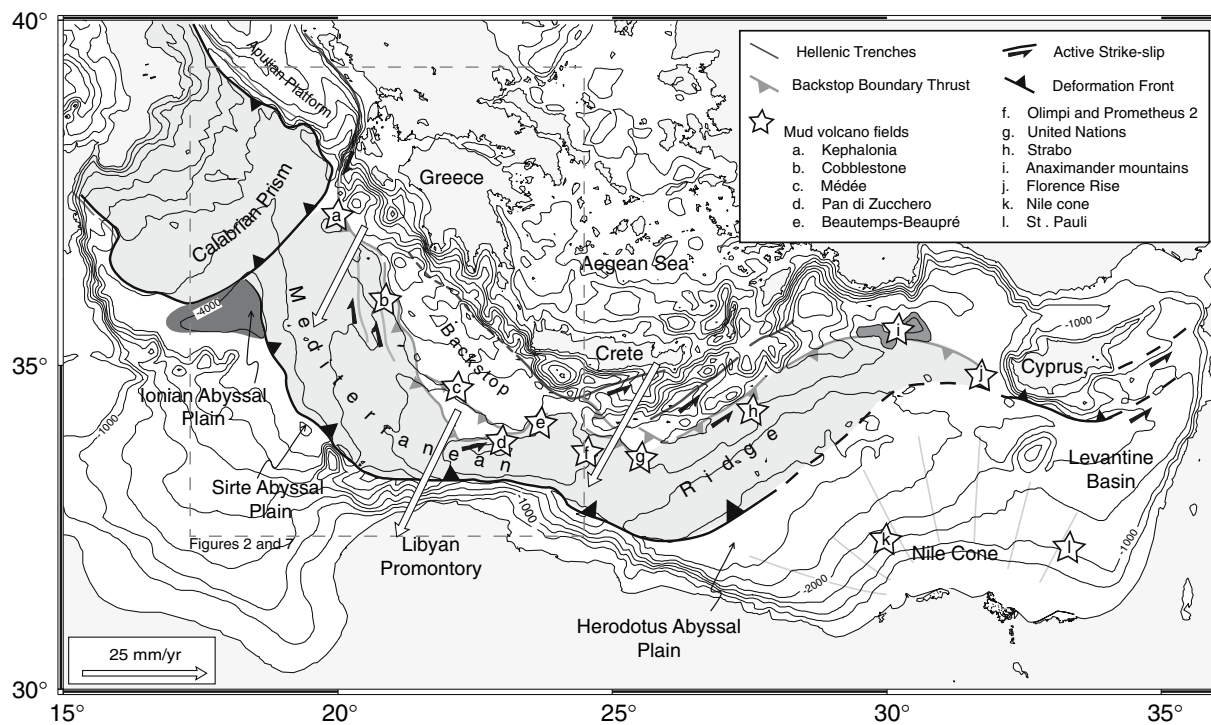 40°
35°
30°
15°
20°
25°
30°
35°
Hellenic Trenches
Backstop Boundary Thrust
Mud volcano fields
a. Kephalonia
b. Cobblestone
c. Médée
d. Pan di Zucchero
e. Beautemps-Beaupré
Active Strike-slip
Deformation Front
f. Olimpi and Prometheus 2
g. United Nations
h. Strabo
i. Anaximander mountains
j. Florence Rise
k. Nile cone
l. St . Pauli
Apulian Platform
Greece
Calabrian Prism
Aegean Sea
a
b
c
d
e
f
g
h
i
j
k
l
-4000
Mediterranean
Ridge
Backstop
Crete
Cyprus
-1000
Ionian Abyssal
Plain
-1000
Sirte Abyssal
Plain
Levantine
Basin
-1000
Figures 2 and 7
Libyan
Promontory
-1000
Nile Cone
-2000
Herodotus Abyssal
Plain
25 mm/yr